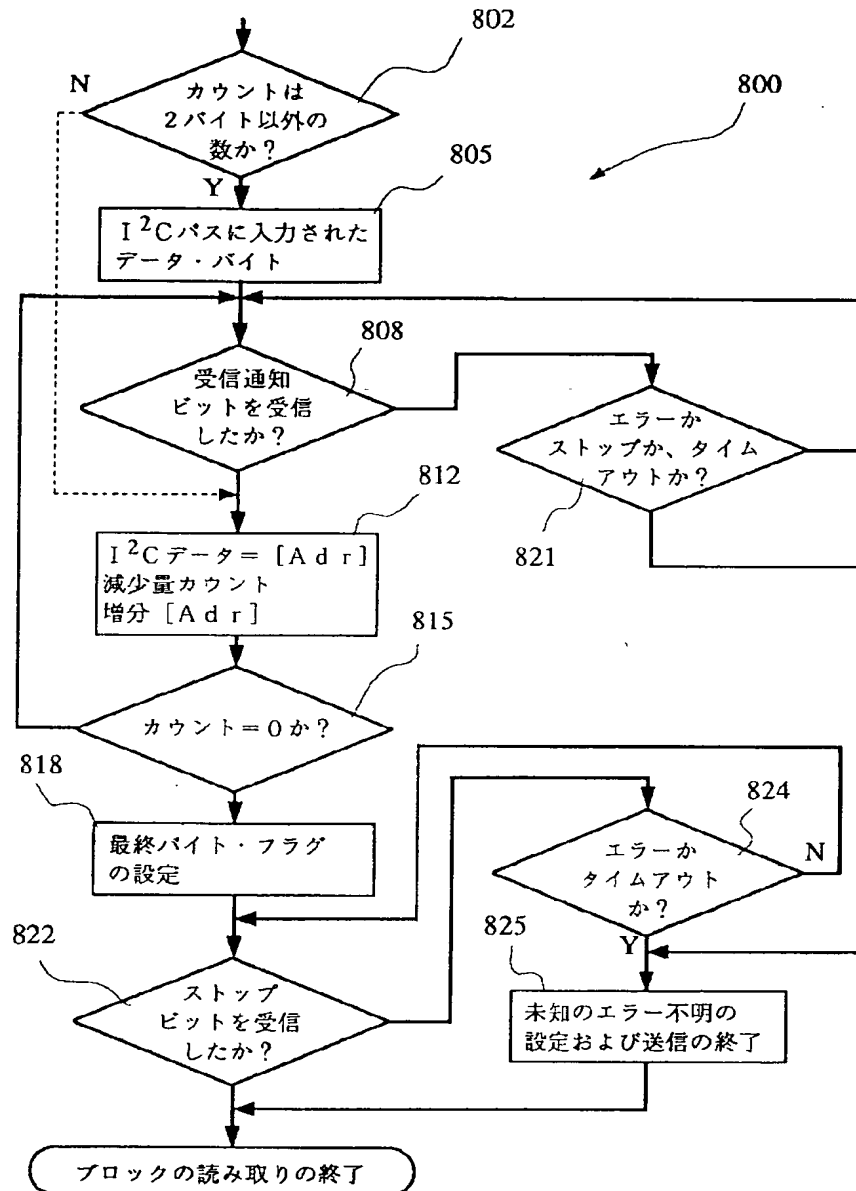 802
N
カウントは
2バイト以外の
数か?
800
Y
805
I²Cバスに入力された
データ・バイト
808
受信通知
ビットを受信
したか?
エラーか
ストップか、タイム
アウトか?
821
812
I²Cデータ=[Adr]
減少量カウント
増分[Adr]
815
カウント=0か?
818
最終バイト・フラグ
の設定
824
エラーか
タイムアウト
か?
N
Y
822
ストップ
ビットを受信
したか?
825
未知のエラー不明の
設定および送信の終了
ブロックの読み取りの終了